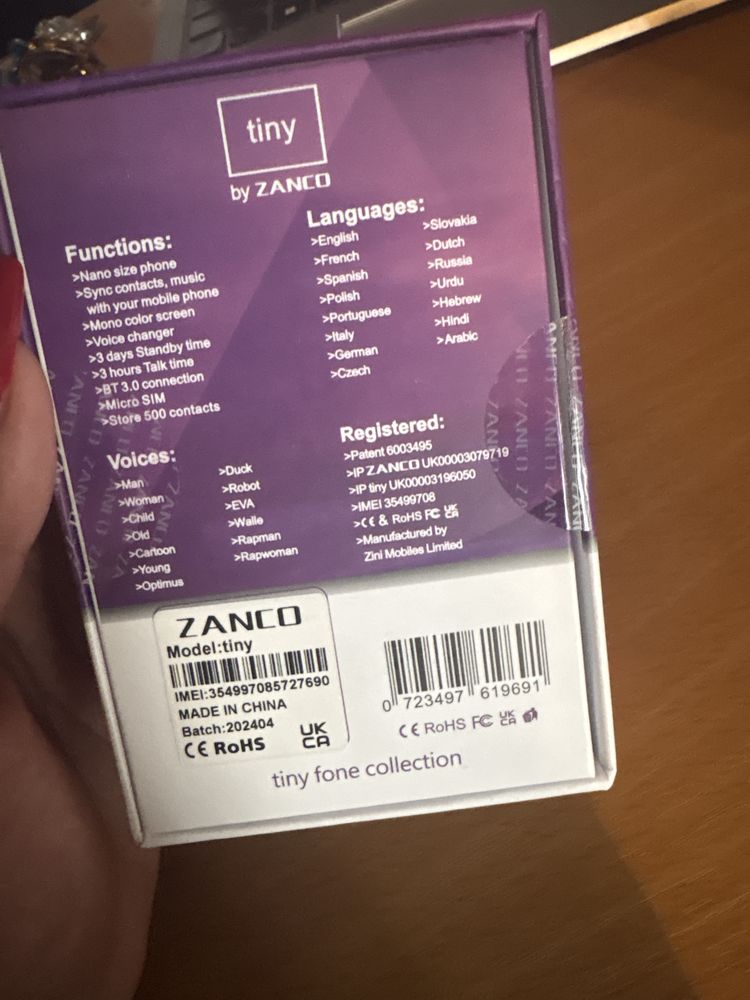 tiny
by ZANCO
Functions:
>Nano size phone
>Sync contacts, music
with your mobile phone
>Mono color screen
>Voice changer
>3 days Standby time
>3 hours Talk time
>BT 3.0 connection
>Micro SIM
>Store 500 contacts
Languages:
>English
>French
>Spanish
>Polish
>Portuguese
>Italy
>German
>Czech
>Slovakia
>Dutch
>Russia
>Urdu
>Hebrew
>Hindi
>Arabic
Voices:
>Man
>Woman
>Child
>Old
>Cartoon
>Young
>Optimus
>Duck
>Robot
>EVA
>Walle
>Rapman
>Rapwoman
Registered:
>Patent 6003495
>IP ZANCO UK00003079719
>IP tiny UK00003196050
>IMEI 35499708
>CE & RoHS FC UKCA
>Manufactured by
Zini Mobiles Limited
ZANCO
Model:tiny
IMEI:354997085727690
MADE IN CHINA
Batch:202404
CE RoHS
UK
CA
0 723497 619691
CE RoHS FC UKCA
tiny fone collection